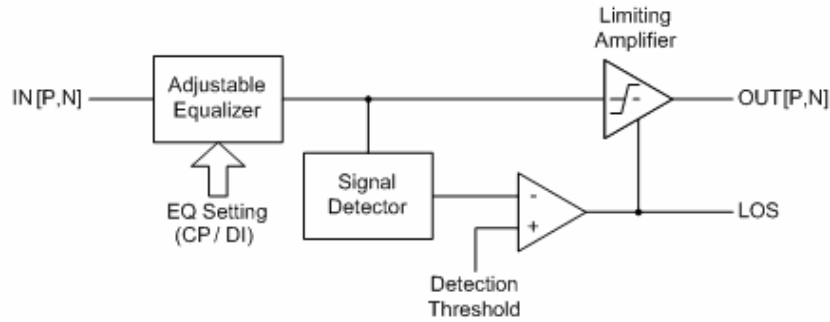 Limiting
Amplifier
IN[P,N]
Adjustable
Equalizer
OUT[P,N]
Signal
Detector
-
+
EQ Setting
(CP / DI)
LOS
Detection
Threshold